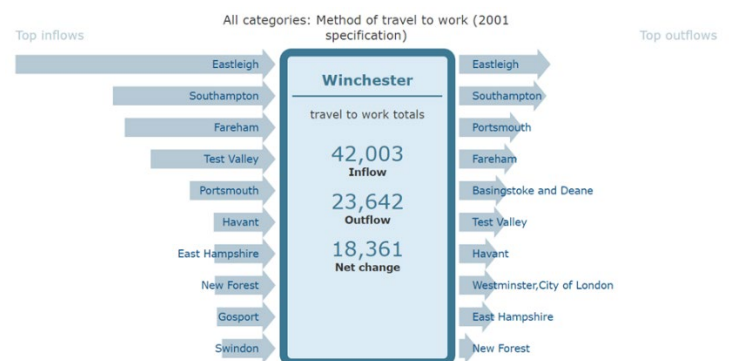 All categories: Method of travel to work (2001
specification)
Top inflows
Top outflows
Eastleigh
Southampton
Fareham
Test Valley
Portsmouth
Havant
East Hampshire
New Forest
Gosport
Swindon
Winchester
travel to work totals
42,003
Inflow
23,642
Outflow
18,361
Net change
Eastleigh
Southampton
Portsmouth
Fareham
Basingstoke and Deane
Test Valley
Havant
Westminster,City of London
East Hampshire
New Forest